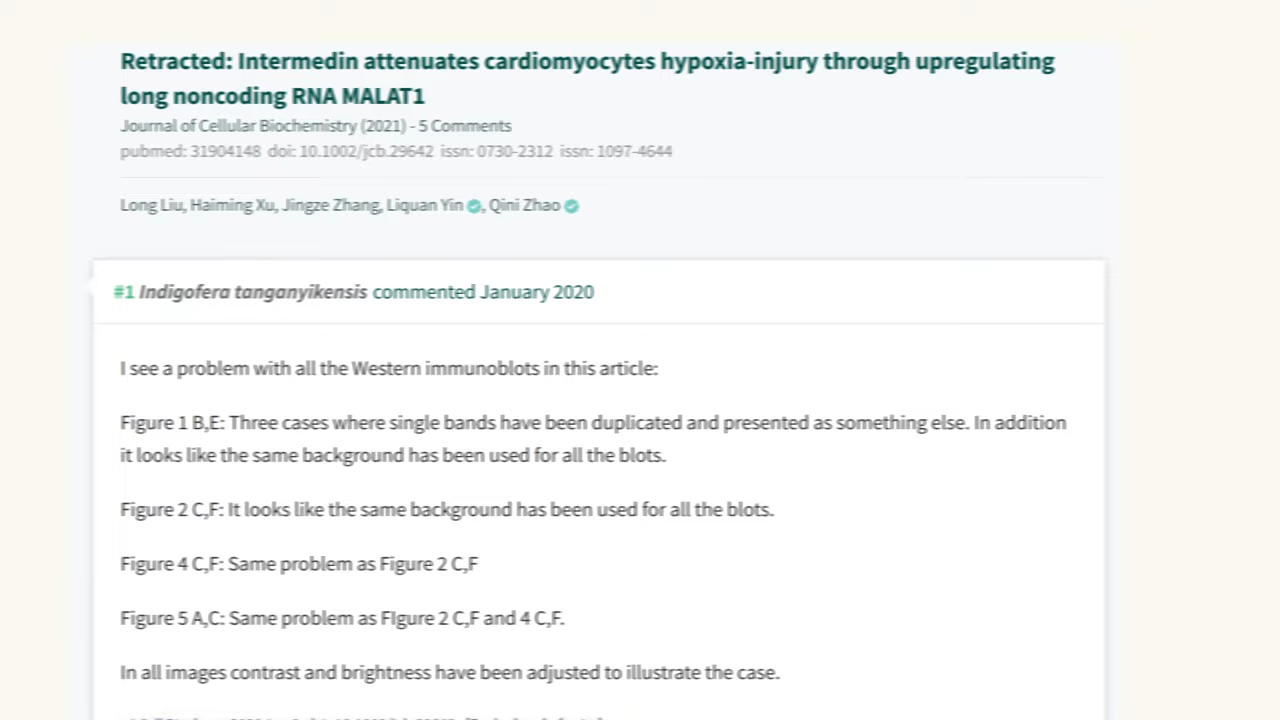 Retracted: Intermedin attenuates cardiomyocytes hypoxia-injury through upregulating
long noncoding RNA MALAT1
Journal of Cellular Biochemistry (2021) - 5 Comments
pubmed: 31904148 doi: 10.1002/jcb.29642 issn: 0730-2312 issn: 1097-4644
Long Liu, Haiming Xu, Jingze Zhang, Liquan Yin, Qini Zhao
#1 Indigofera tanganyikensis commented January 2020
I see a problem with all the Western immunoblots in this article:
Figure 1 B,E: Three cases where single bands have been duplicated and presented as something else. In addition
it looks like the same background has been used for all the blots.
Figure 2 C,F: It looks like the same background has been used for all the blots.
Figure 4 C,F: Same problem as Figure 2 C,F
Figure 5 A,C: Same problem as FIgure 2 C,F and 4 C,F.
In all images contrast and brightness have been adjusted to illustrate the case.